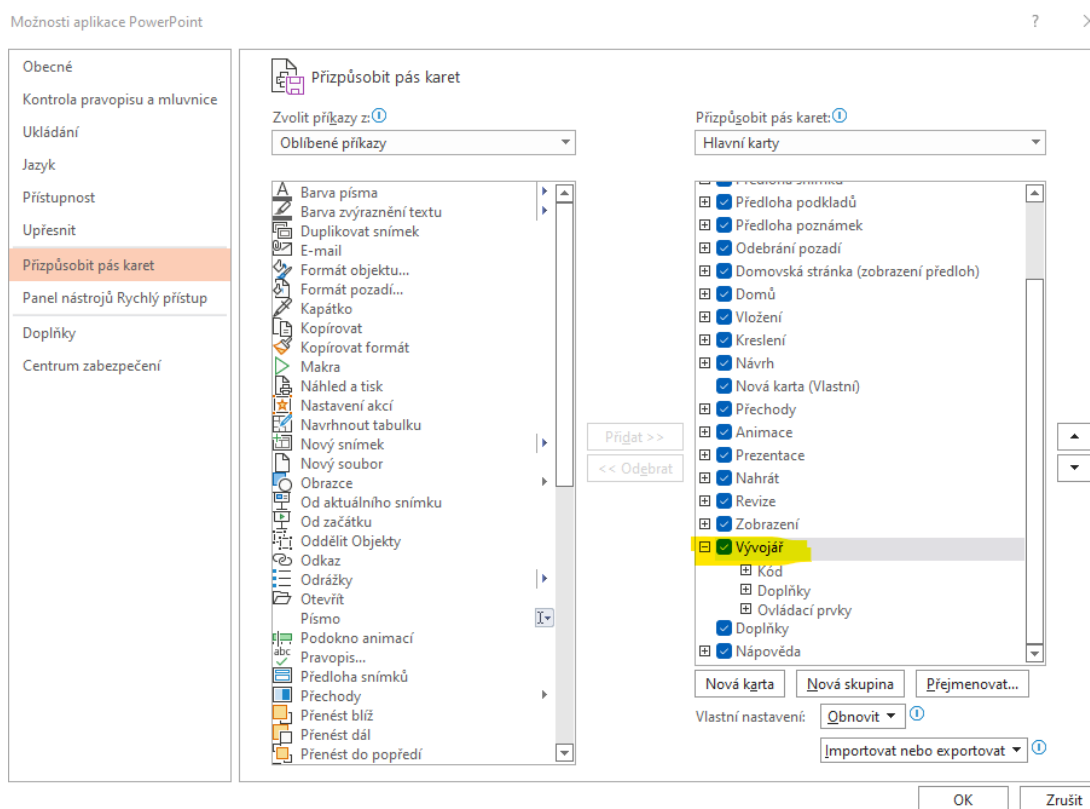 Možnosti aplikace PowerPoint
?
Obecné
Kontrola pravopisu a mluvnice
Ukládání
Jazyk
Přístupnost
Upřesnit
Přizpůsobit pás karet
Panel nástrojů Rychlý přístup
Doplňky
Centrum zabezpečení
Přizpůsobit pás karet
Zvolit příkazy z:
Oblíbené příkazy
Barva písma
Barva zvýraznění textu
Duplikovat snímek
E-mail
Formát objektu...
Formát pozadí...
Kapátko
Kopírovat
Kopírovat formát
Makra
Náhled a tisk
Nastavení akcí
Navrhnout tabulku
Nový snímek
Nový soubor
Obrazce
Od aktuálního snímku
Od začátku
Oddělit Objekty
Odkaz
Odrážky
Otevřít
Písmo
Podokno animací
Pravopis...
Předloha snímků
Přechody
Přenést blíž
Přenést dál
Přenést do popředí
Přidat >>
<< Odebrat
Přizpůsobit pás karet:
Hlavní karty
Předloha snímků
Předloha podkladů
Předloha poznámek
Odebrání pozadí
Domovská stránka (zobrazení předloh)
Domů
Vložení
Kreslení
Návrh
Nová karta (Vlastní)
Přechody
Animace
Prezentace
Nahrát
Revize
Zobrazení
Vývojář
Kód
Doplňky
Ovládací prvky
Doplňky
Nápověda
Nová karta
Nová skupina
Přejmenovat...
Vlastní nastavení:
Obnovit
Importovat nebo exportovat
OK
Zrušit